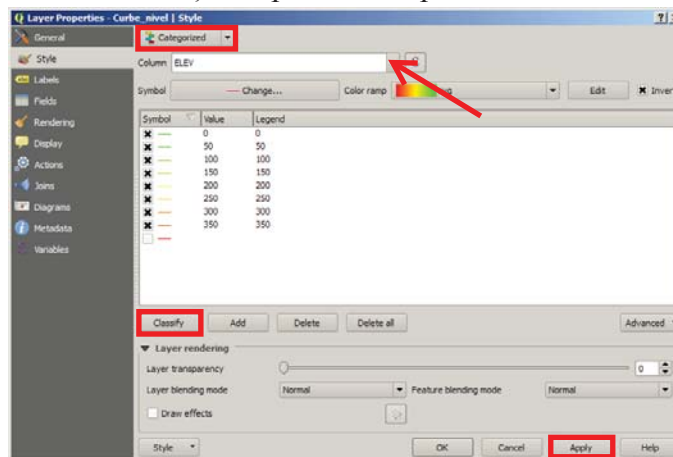 Layer Properties - Curbe_nivel | Style
General
Categorized
Style
Column ELEV
Labels
Symbol Change... Color ramp Edit Inver
Fields
Rendering
Symbol Value Legend
0 0
Display
50 50
100 100
Actions
150 150
Joins
200 200
250 250
Diagrams
300 300
Metadata
350 350
Variables
Classify Add Delete Delete all Advanced
Layer rendering
Layer transparency 0
Layer blending mode Normal Feature blending mode Normal
Draw effects
Style OK Cancel Apply Help